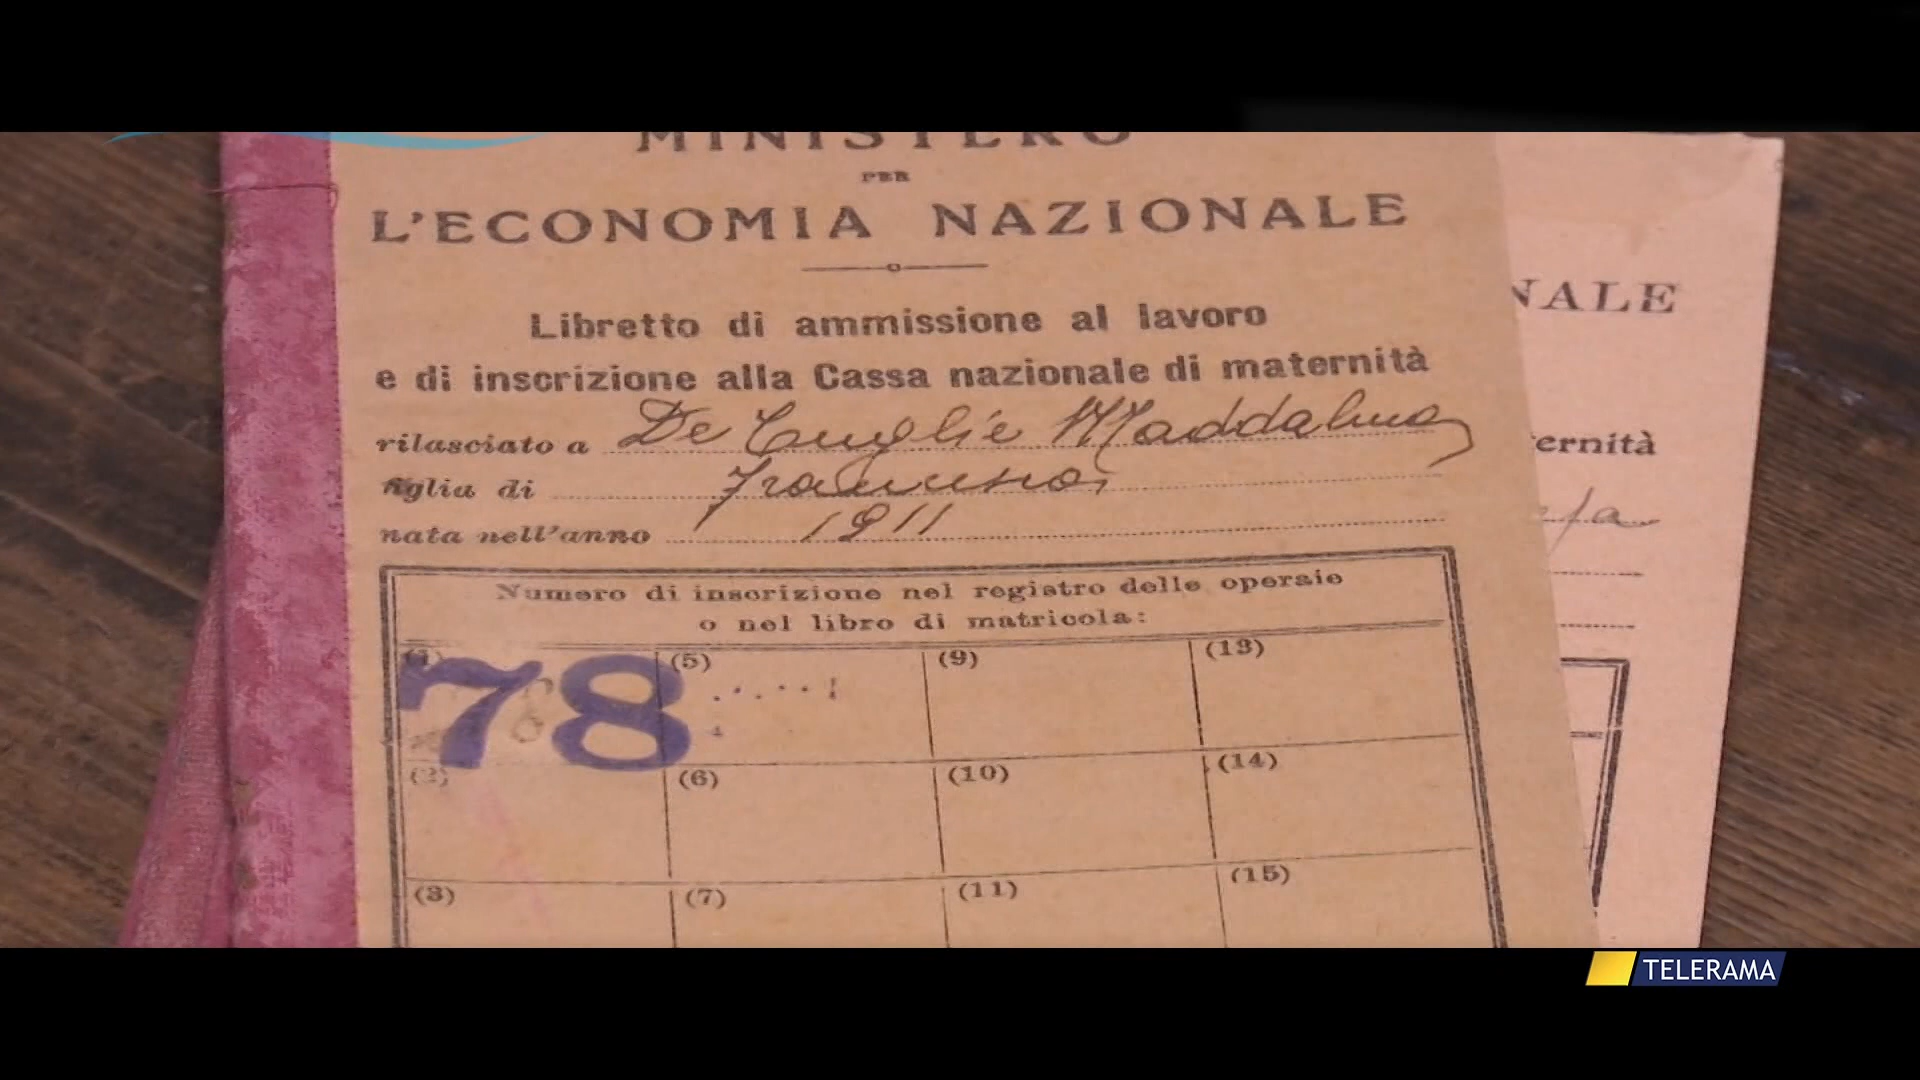 MINISTERO
PER
L'ECONOMIA NAZIONALE
Libretto di ammissione al lavoro
e di inscrizione alla Cassa nazionale di maternità
rilasciato a De Maddalena
figlia di
nata nell'anno 1911
Numero di inscrizione nel registro delle operaie
o nel libro di matricola:
(1) 78 (5) (9) (13)
(2) (6) (10) (14)
(3) (7) (11) (15)
NALE
ernità
TELERAMA